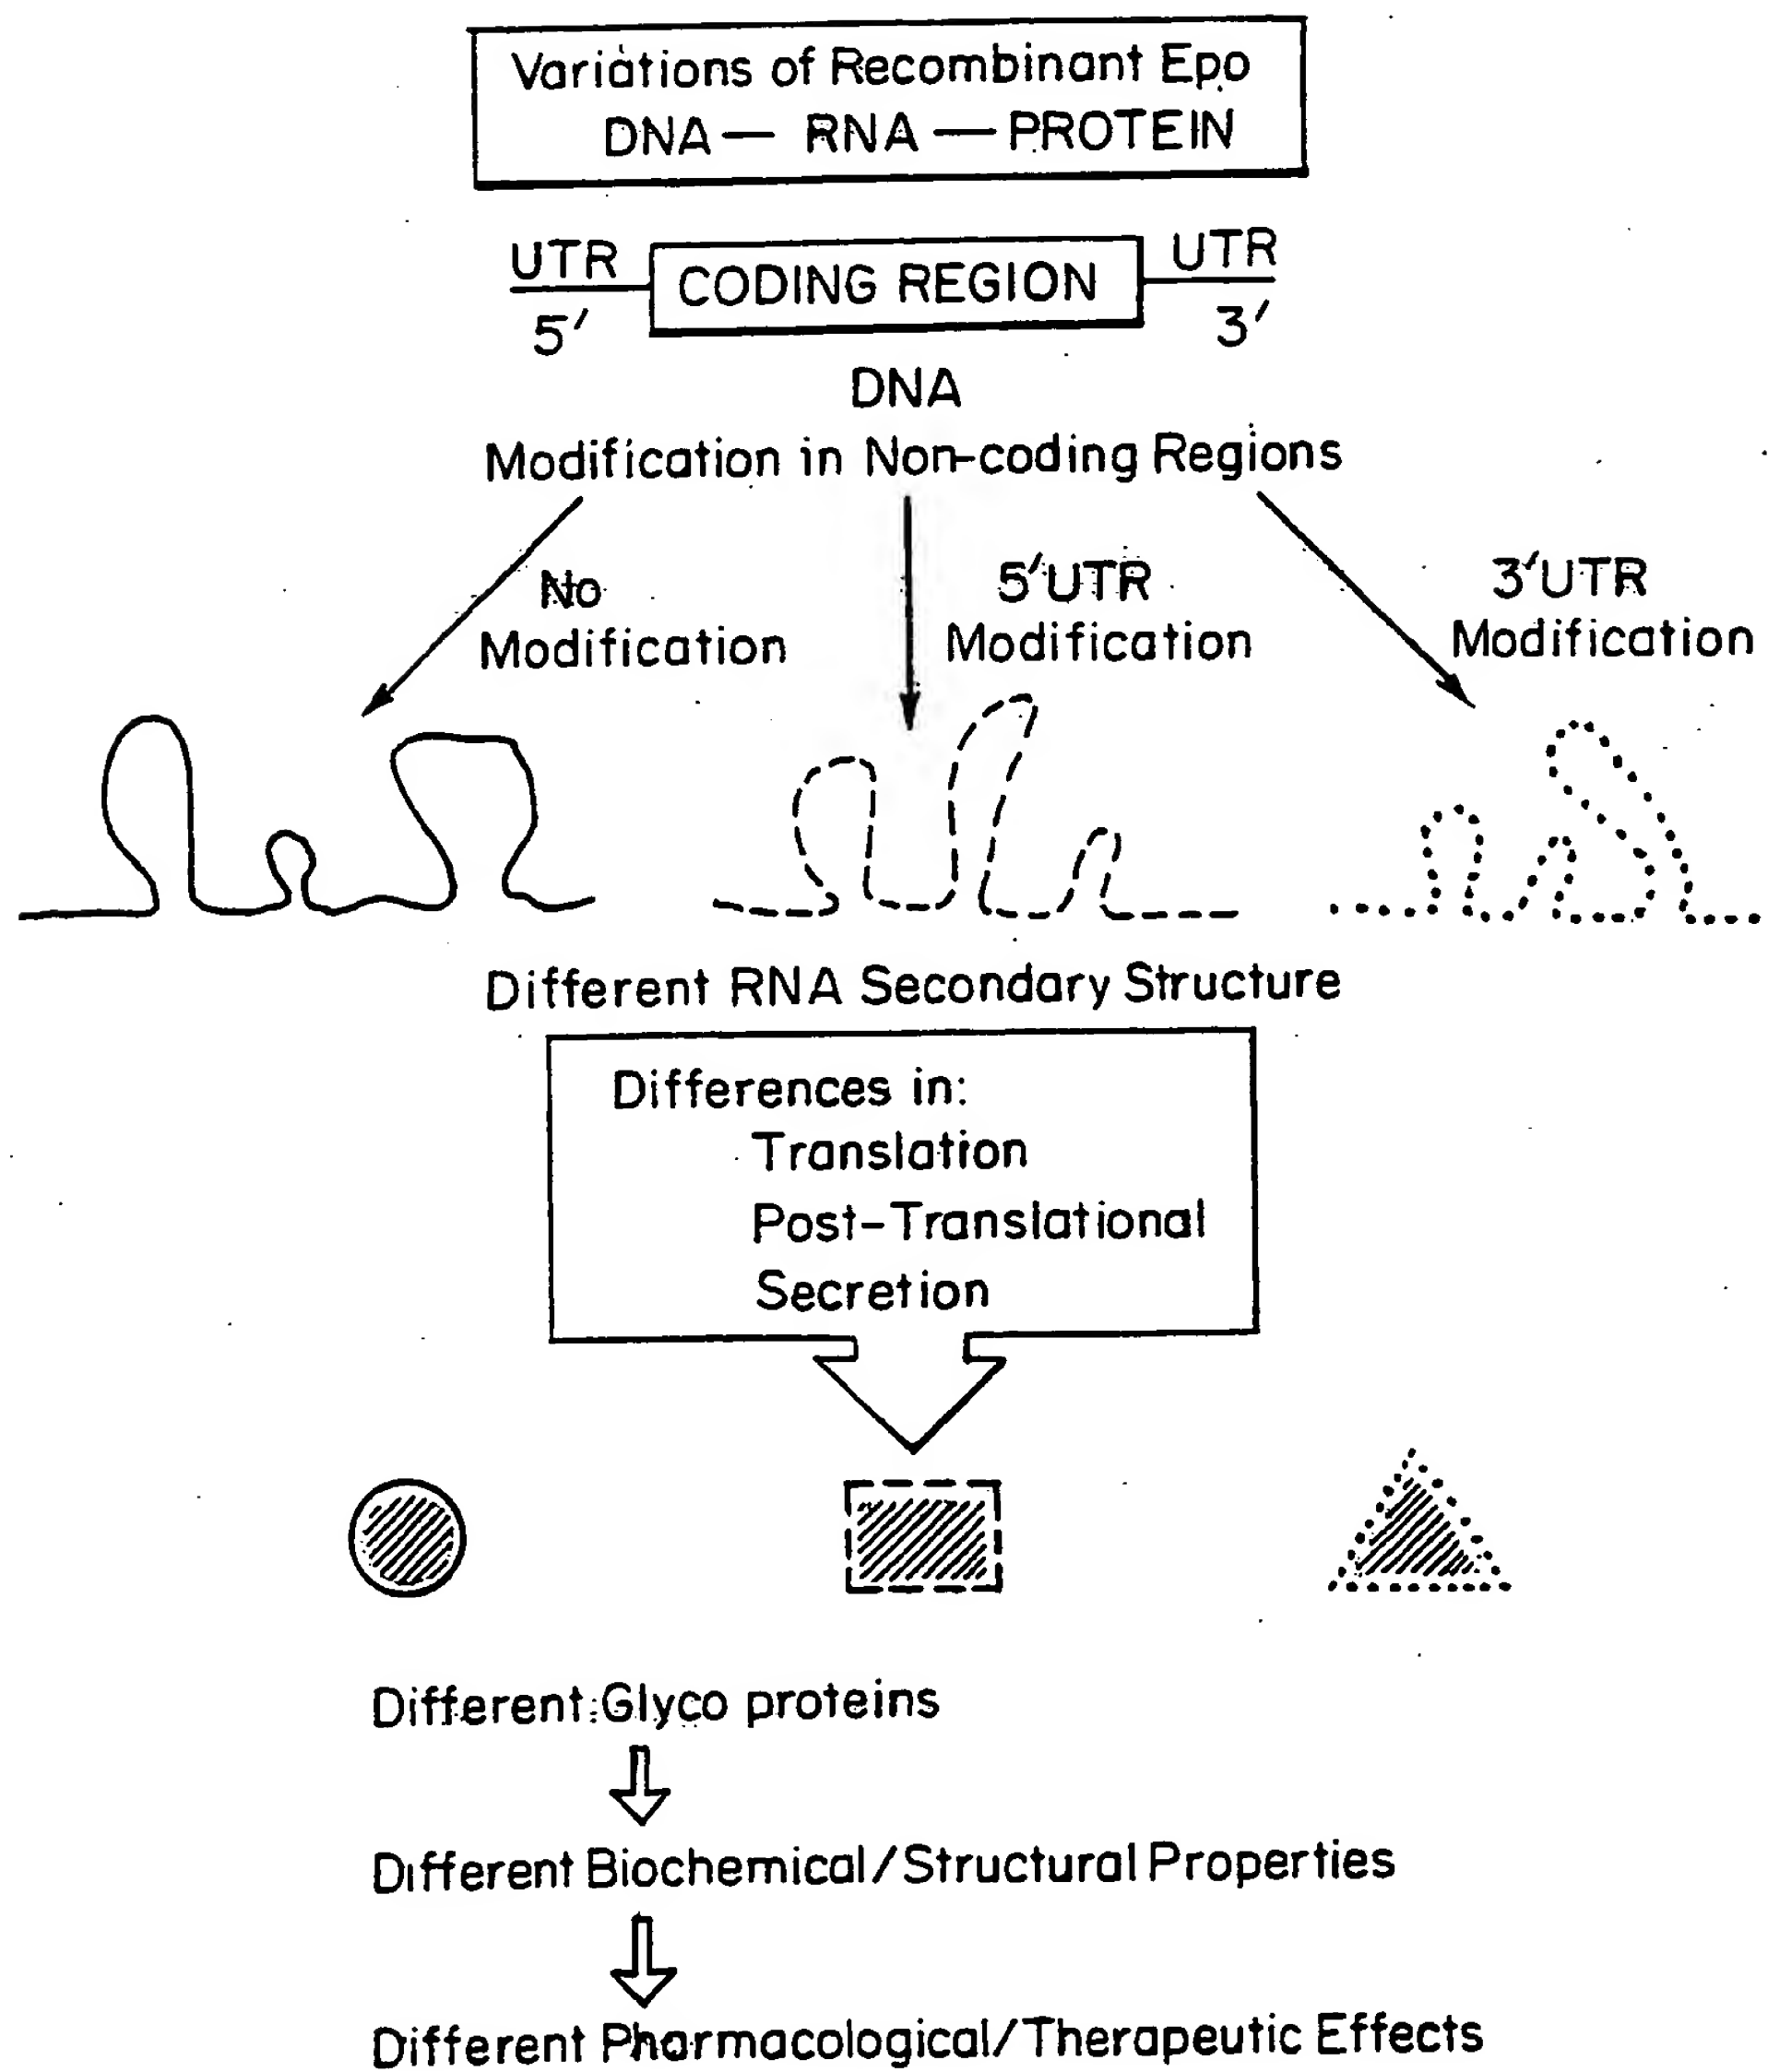 Variations of Recombinant Epo
DNA — RNA — PROTEIN
UTR CODING REGION UTR
5′ 3′
DNA
Modification in Non-coding Regions
No
Modification
5′UTR
Modification
3′UTR
Modification
Different RNA Secondary Structure
Differences in:
Translation
Post-Translational
Secretion
Different Glyco proteins
Different Biochemical/Structural Properties
Different Pharmacological/Therapeutic Effects